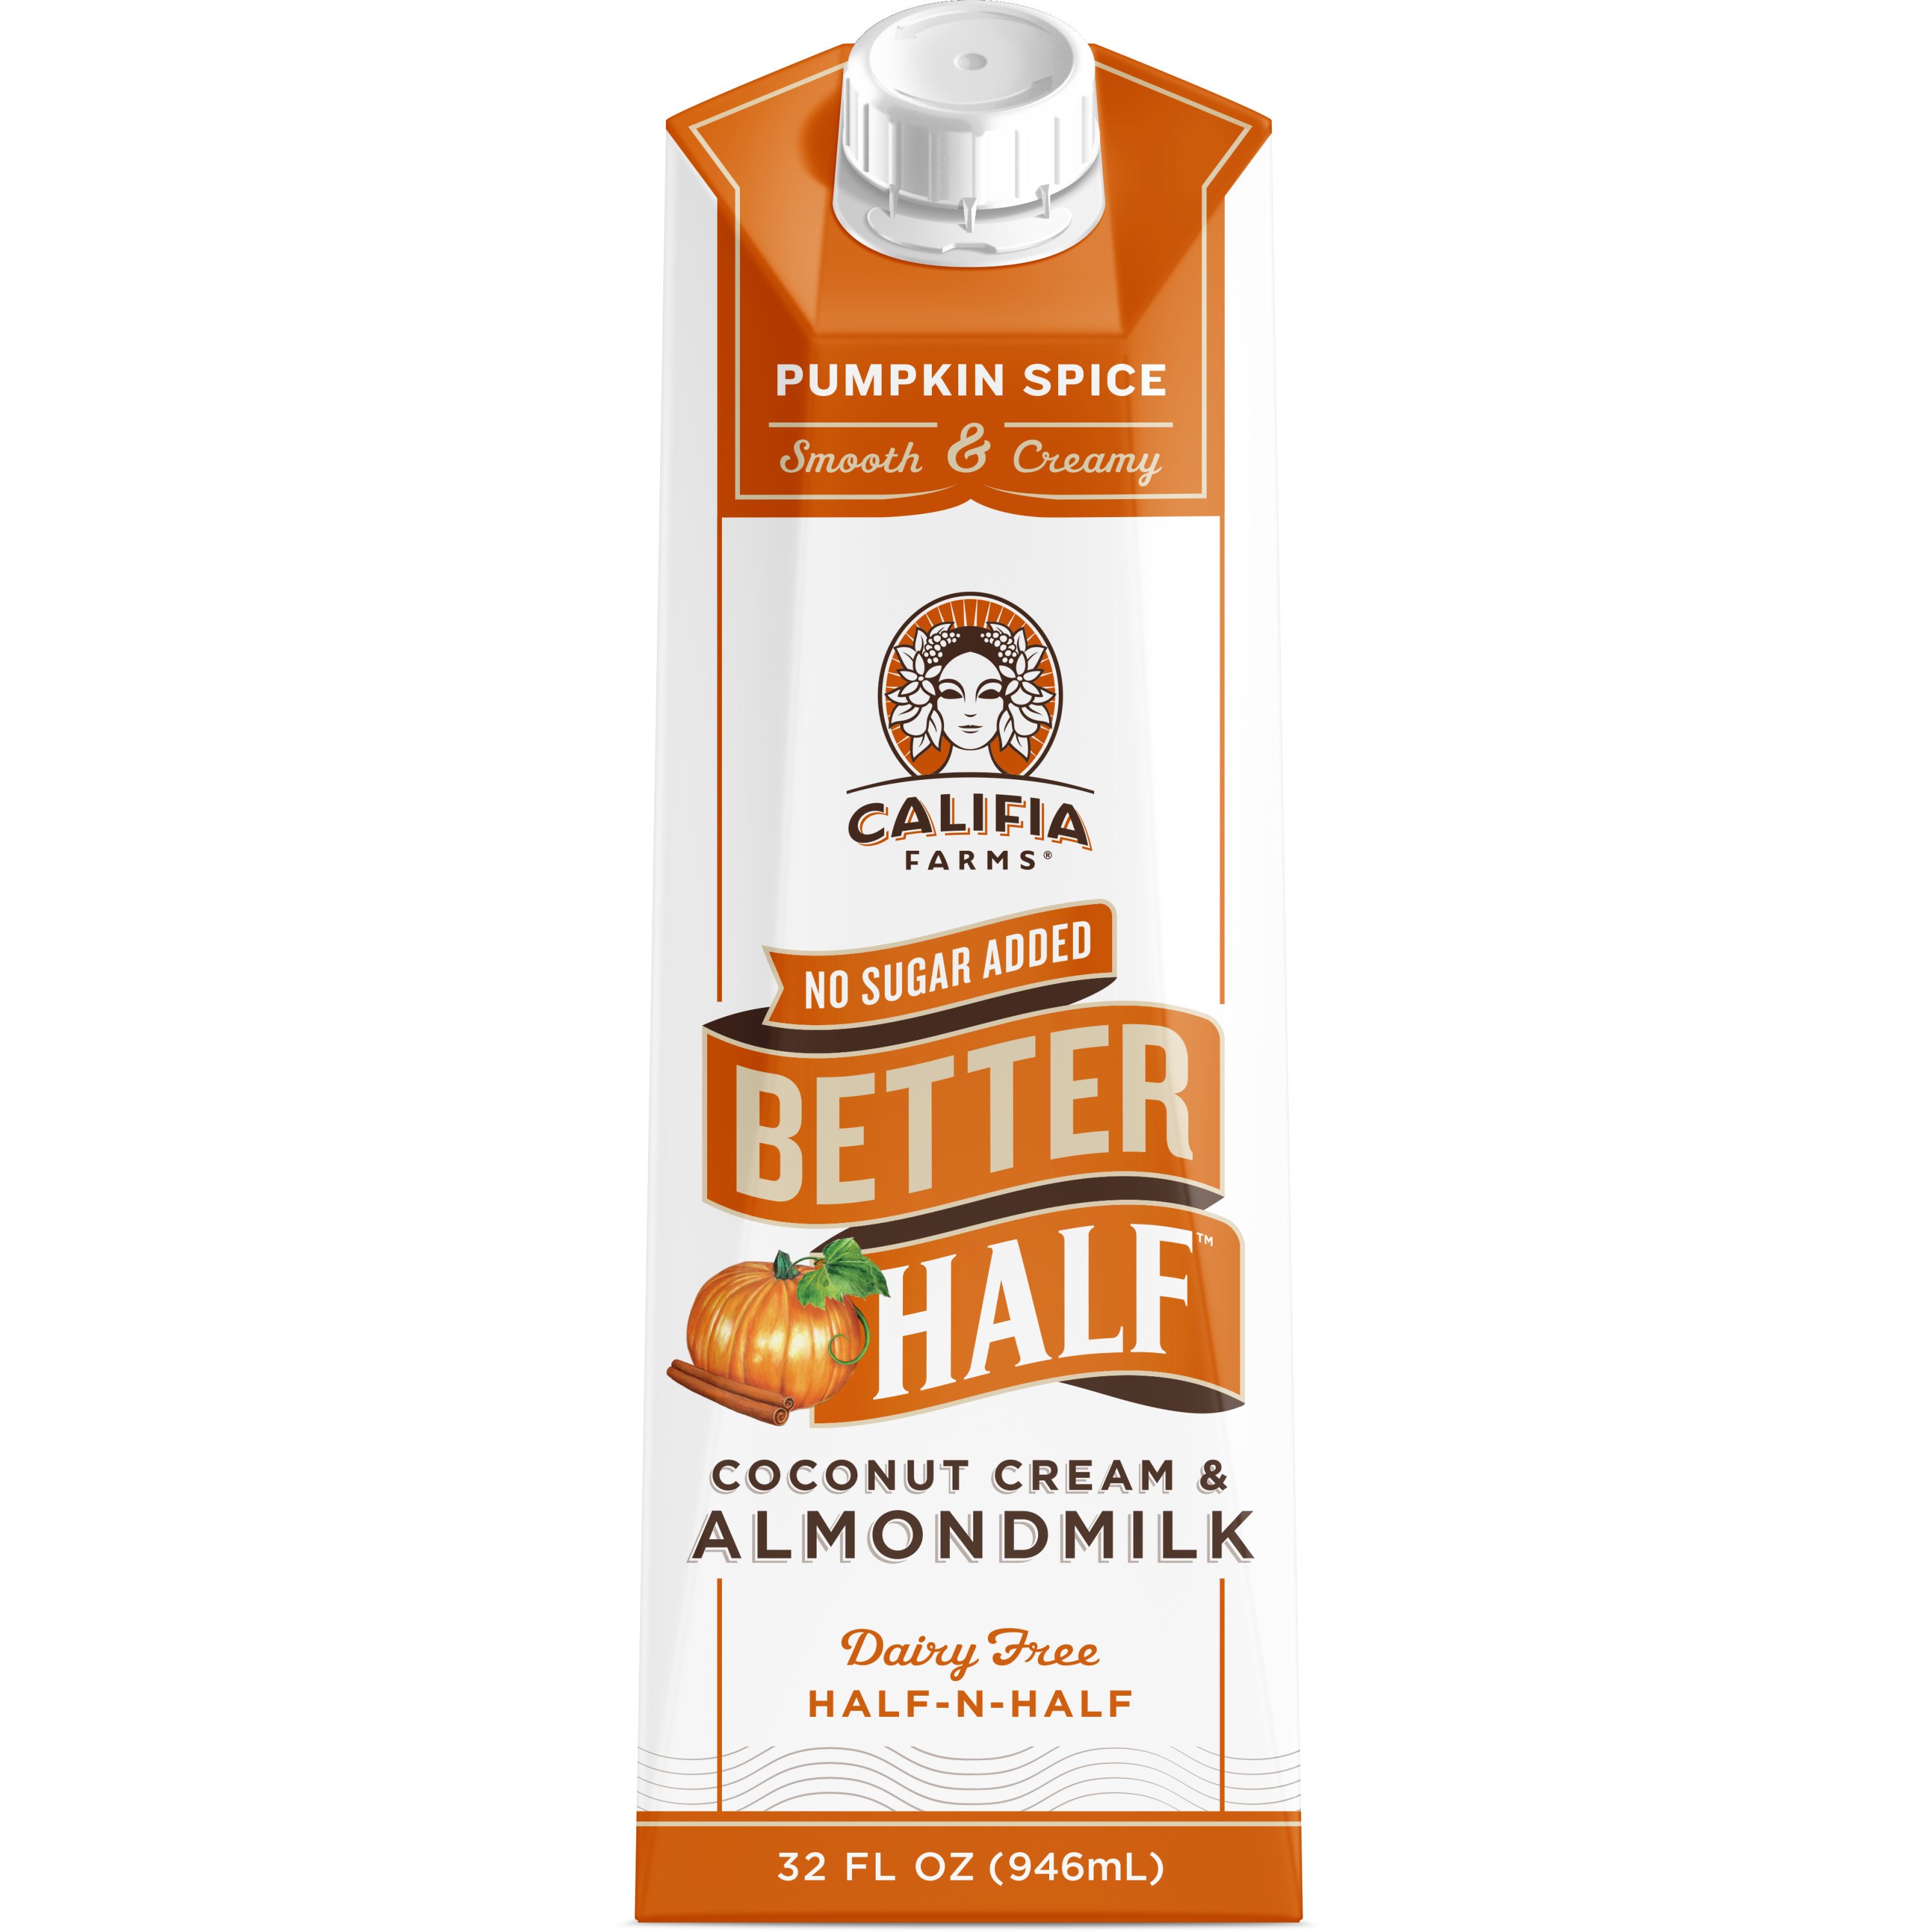 PUMPKIN SPICE
Smooth & Creamy
CALIFIA
FARMS®
NO SUGAR ADDED
BETTER
HALF™
COCONUT CREAM &
ALMONDMILK
Dairy Free
HALF-N-HALF
32 FL OZ (946mL)